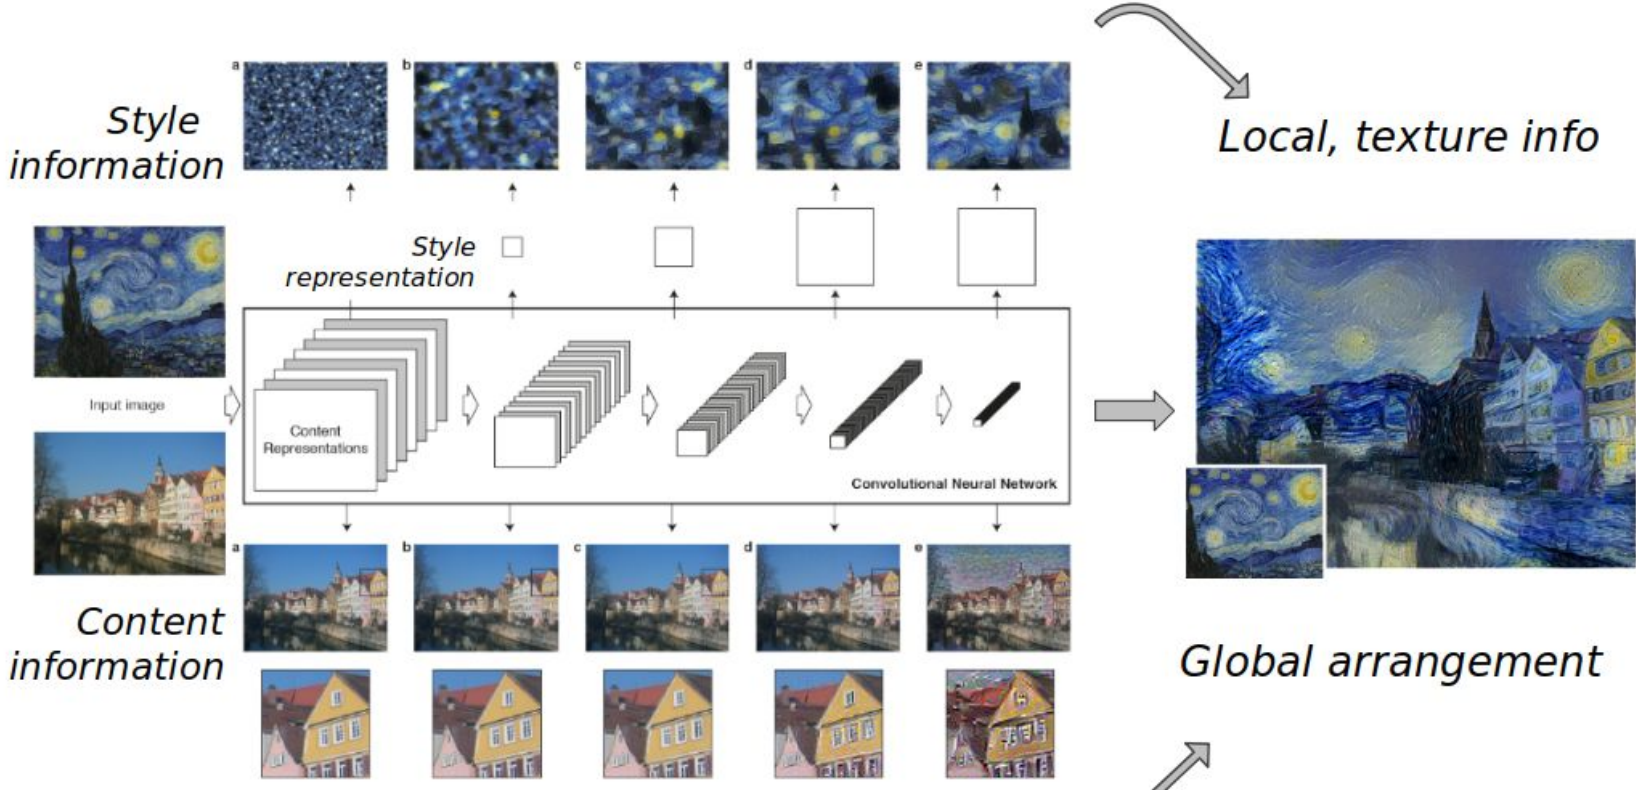 a b c d e
Style
information
Local, texture info
Style
representation
Input image
Content
Representations
Convolutional Neural Network
a b c d e
Content
information
Global arrangement